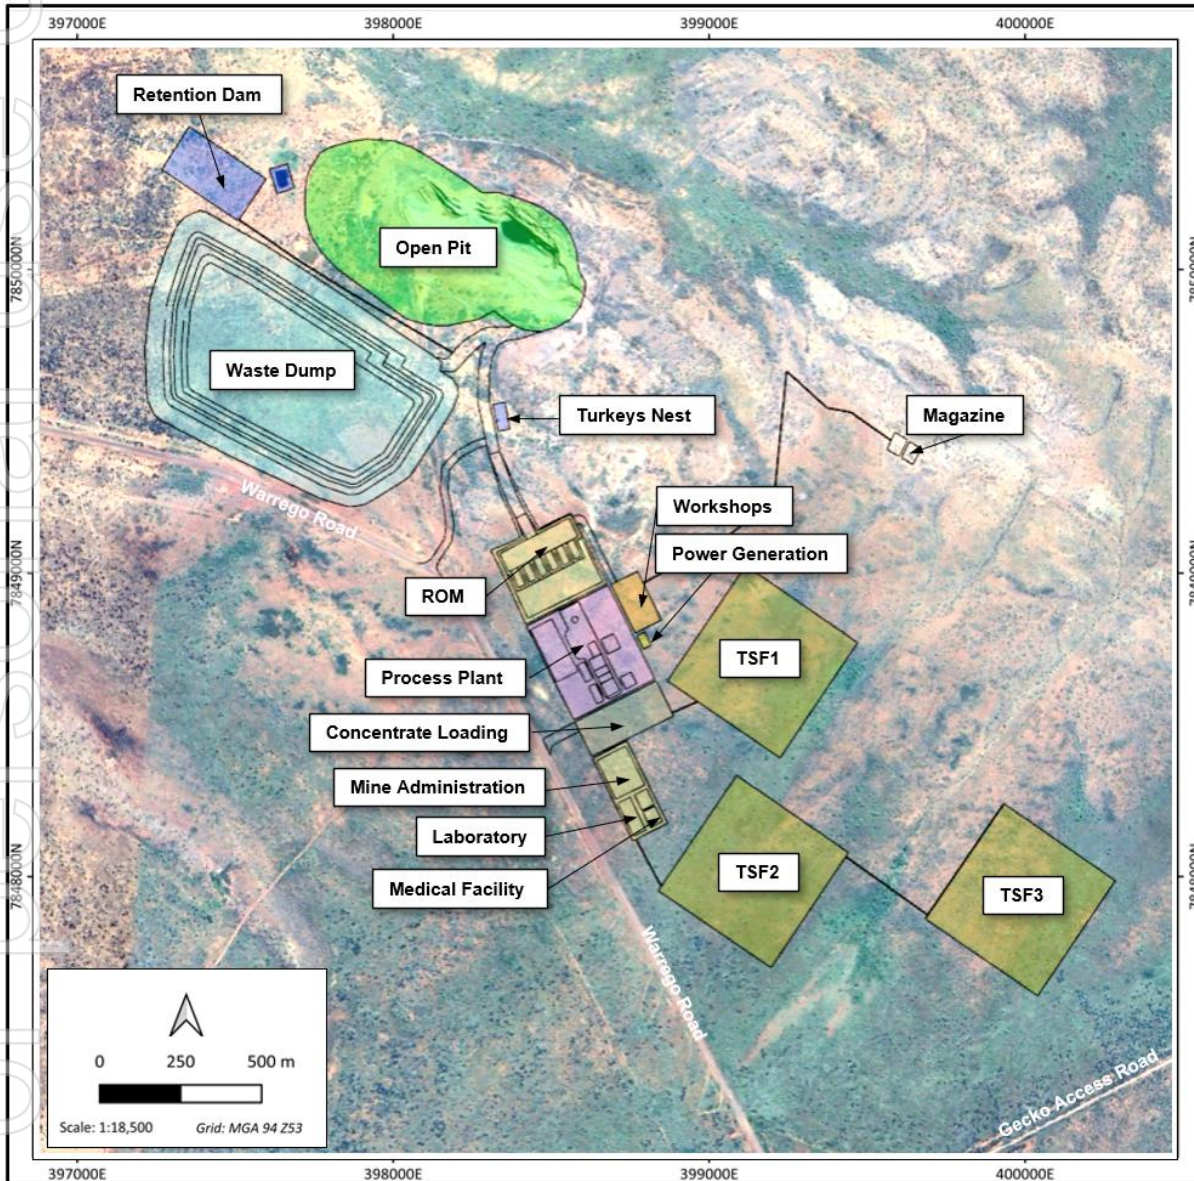 397000E 398000E 399000E 400000E
Retention Dam
Open Pit
7850000N
Waste Dump
Turkeys Nest
Magazine
Warrego Road
Workshops
Power Generation
ROM
7849000N
7849000N
TSF1
Process Plant
Concentrate Loading
Mine Administration
Laboratory
Medical Facility
TSF2
TSF3
7848000N
7848000N
Warrego Road
Gecko Access Road
0 250 500 m
Scale: 1:18,500 Grid: MGA 94 Z53
397000E 398000E 399000E 400000E